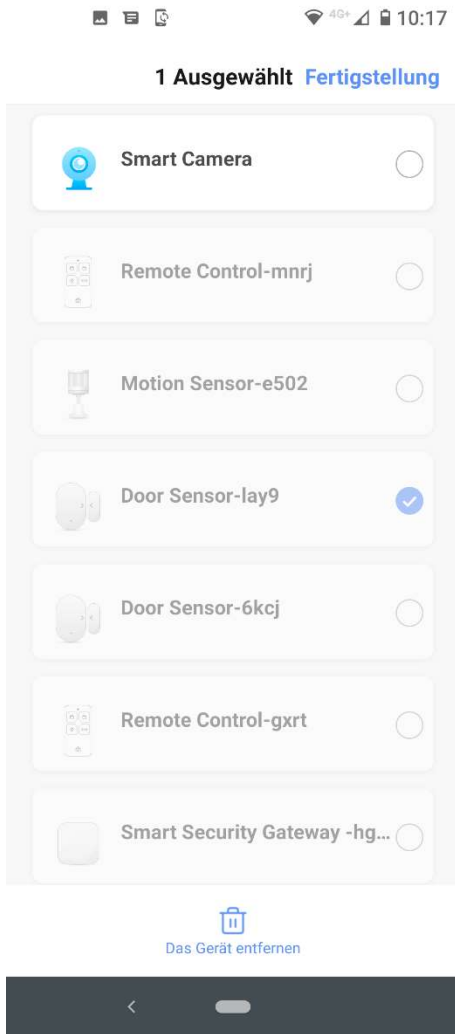 4G+ 10:17
1 Ausgewählt Fertigstellung
Smart Camera
Remote Control-mnrj
Motion Sensor-e502
Door Sensor-lay9
Door Sensor-6kcj
Remote Control-gxrt
Smart Security Gateway -hg...
Das Gerät entfernen